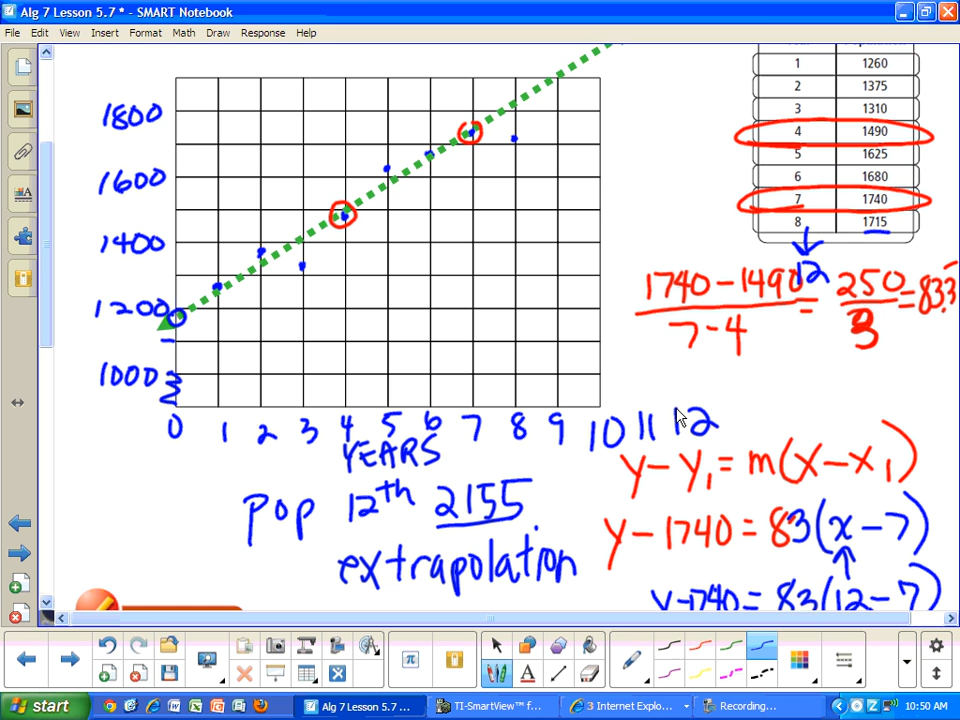 Alg 7 Lesson 5.7 * - SMART Notebook
File Edit View Insert Format Math Draw Response Help
1 1260
2 1375
3 1310
4 1490
5 1625
6 1680
7 1740
8 1715
12
1800
1600
1400
1200
1000
0 1 2 3 4 5 6 7 8 9 10 11 12
YEARS
1740-1490 = 250 = 83.3
7-4 3
y-y1 = m(x-x1)
y-1740 = 83(x-7)
y-1740 = 83(12-7)
pop 12th 2155.
extrapolation
π
A
start
Alg 7 Lesson 5.7 ...
TI-SmartView™ f...
3 Internet Explo...
Recording...
10:50 AM